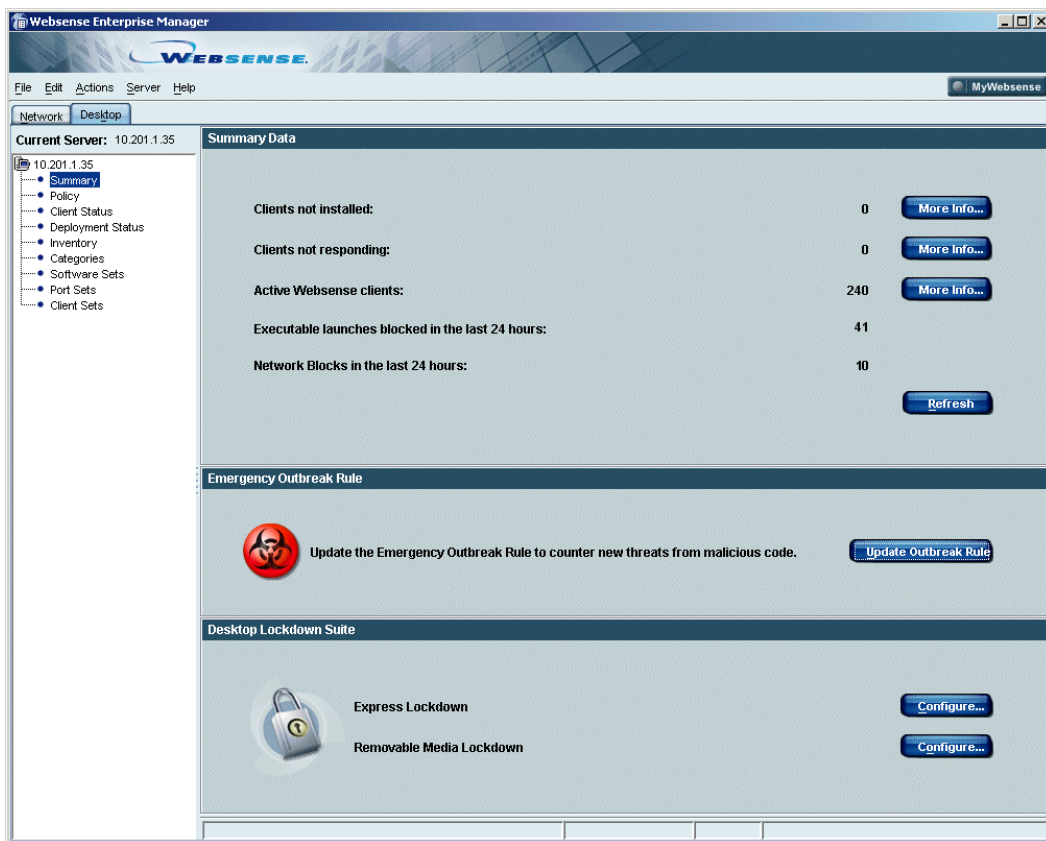 Websense Enterprise Manager
WEBSENSE.
File Edit Actions Server Help
MyWebsense
Network Desktop
Current Server: 10.201.1.35
10.201.1.35
Summary
Policy
Client Status
Deployment Status
Inventory
Categories
Software Sets
Port Sets
Client Sets
Summary Data
Clients not installed: 0 More Info...
Clients not responding: 0 More Info...
Active Websense clients: 240 More Info...
Executable launches blocked in the last 24 hours: 41
Network Blocks in the last 24 hours: 10
Refresh
Emergency Outbreak Rule
Update the Emergency Outbreak Rule to counter new threats from malicious code. Update Outbreak Rule
Desktop Lockdown Suite
Express Lockdown Configure...
Removable Media Lockdown Configure...